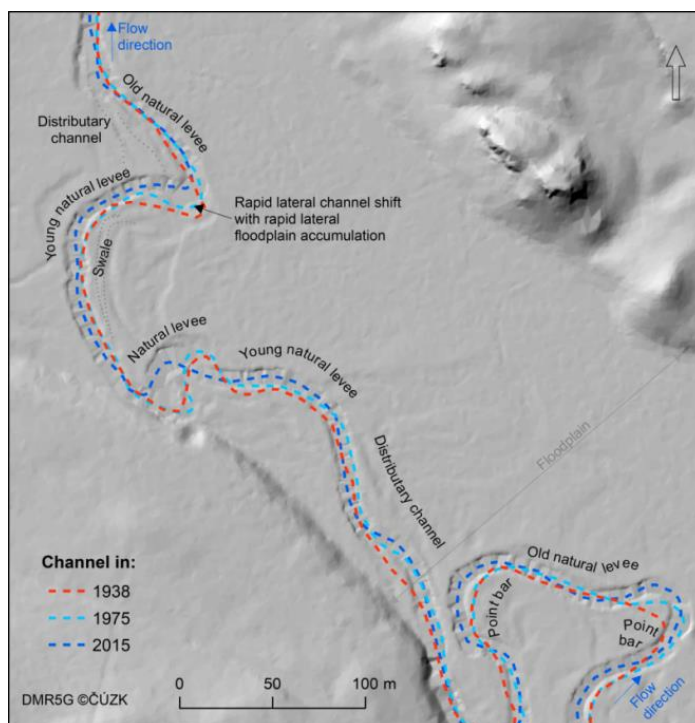 Flow
direction
Old natural levee
Distributary
channel
Young natural levee
Rapid lateral channel shift
with rapid lateral
floodplain accumulation
Swale
Natural levee
Young natural levee
Distributary channel
Floodplain
Old natural levee
Point bar
Point
bar
Flow
direction
Channel in:
1938
1975
2015
0 50 100 m
DMR5G ©ČÚZK